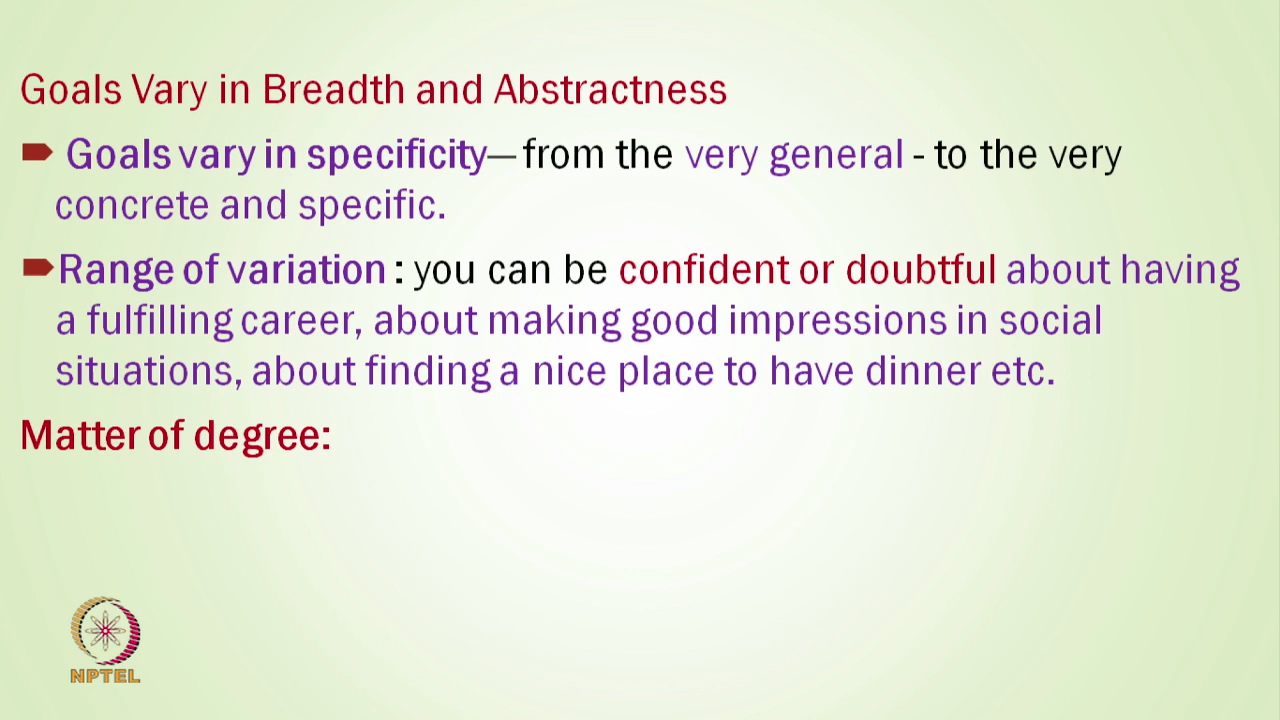 Goals Vary in Breadth and Abstractness
Goals vary in specificity— from the very general - to the very
concrete and specific.
Range of variation : you can be confident or doubtful about having
a fulfilling career, about making good impressions in social
situations, about finding a nice place to have dinner etc.
Matter of degree:
NPTEL